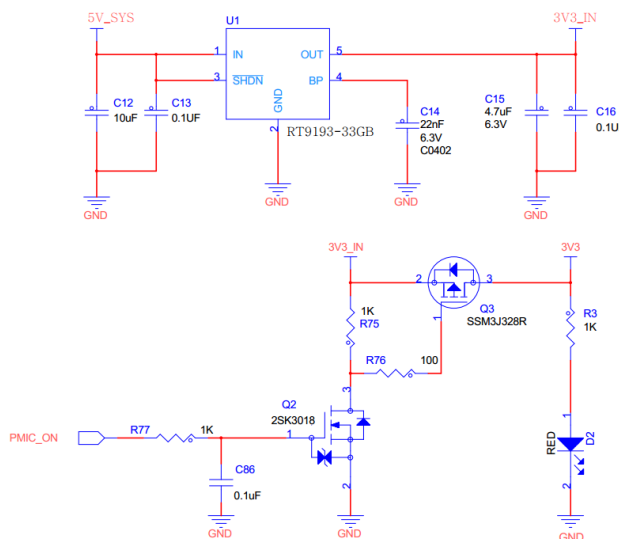 5V_SYS
U1
3V3_IN
1
IN
OUT
5
3
SHDN
BP
4
GND
2
RT9193-33GB
C12
10uF
C13
0.1UF
C14
22nF
6.3V
C0402
C15
4.7uF
6.3V
C16
0.1U
GND
GND
GND
GND
3V3_IN
3V3
2
3
1
Q3
SSM3J328R
1K
R75
R76
100
R3
1K
Q2
2SK3018
3
1
2
PMIC_ON
R77
1K
C86
0.1uF
RED
1
D2
2
GND
GND
GND